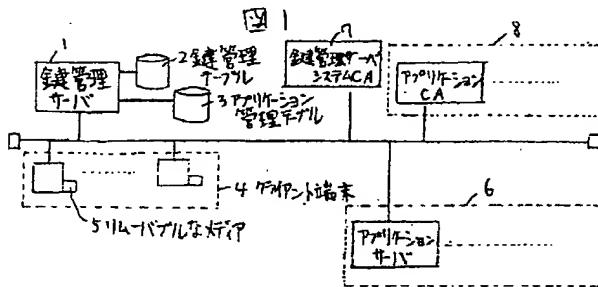 図1
1
鍵管理
サーバ
2 鍵管理
テーブル
3 アプリケーション
管理テーブル
7
鍵管理サーバ
システムCA
8
アプリケーション
CA
4 クライアント端末
5 リムーバブルなメディア
6
アプリケーション
サーバ